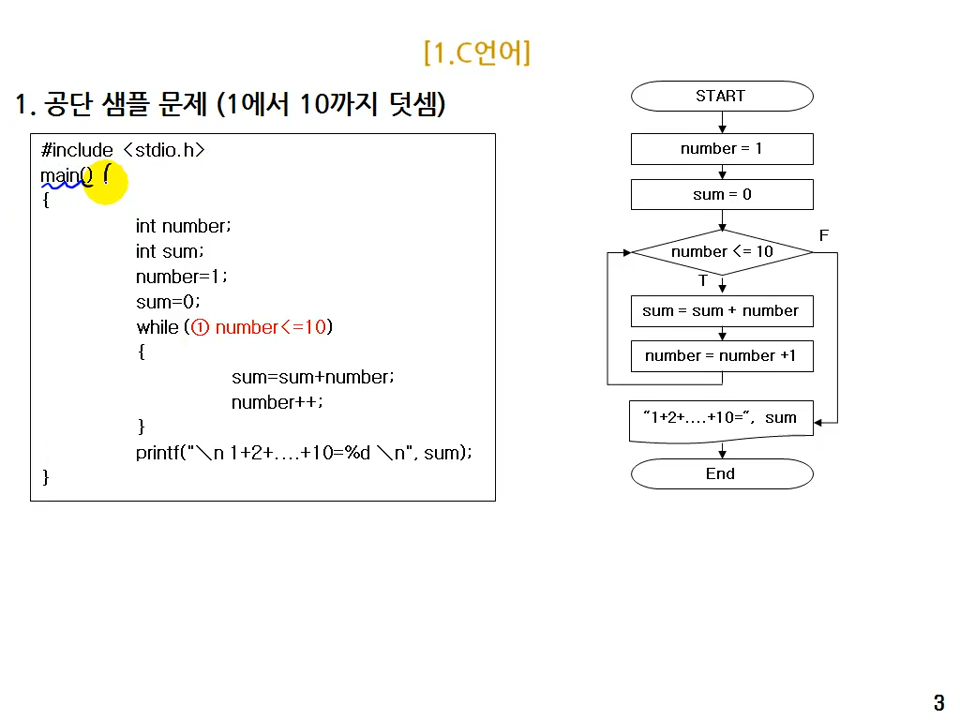 [1.C언어]
1. 공단 샘플 문제 (1에서 10까지 덧셈)
#include <stdio.h>
main()
{
int number;
int sum;
number=1;
sum=0;
while (① number<=10)
{
sum=sum+number;
number++;
}
printf("\n 1+2+....+10=%d \n", sum);
}
START
number = 1
sum = 0
number <= 10
F
T
sum = sum + number
number = number +1
"1+2+....+10=", sum
End
3